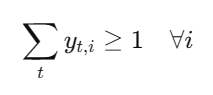 ∑_t y_{t,i} ≥ 1 ∀i